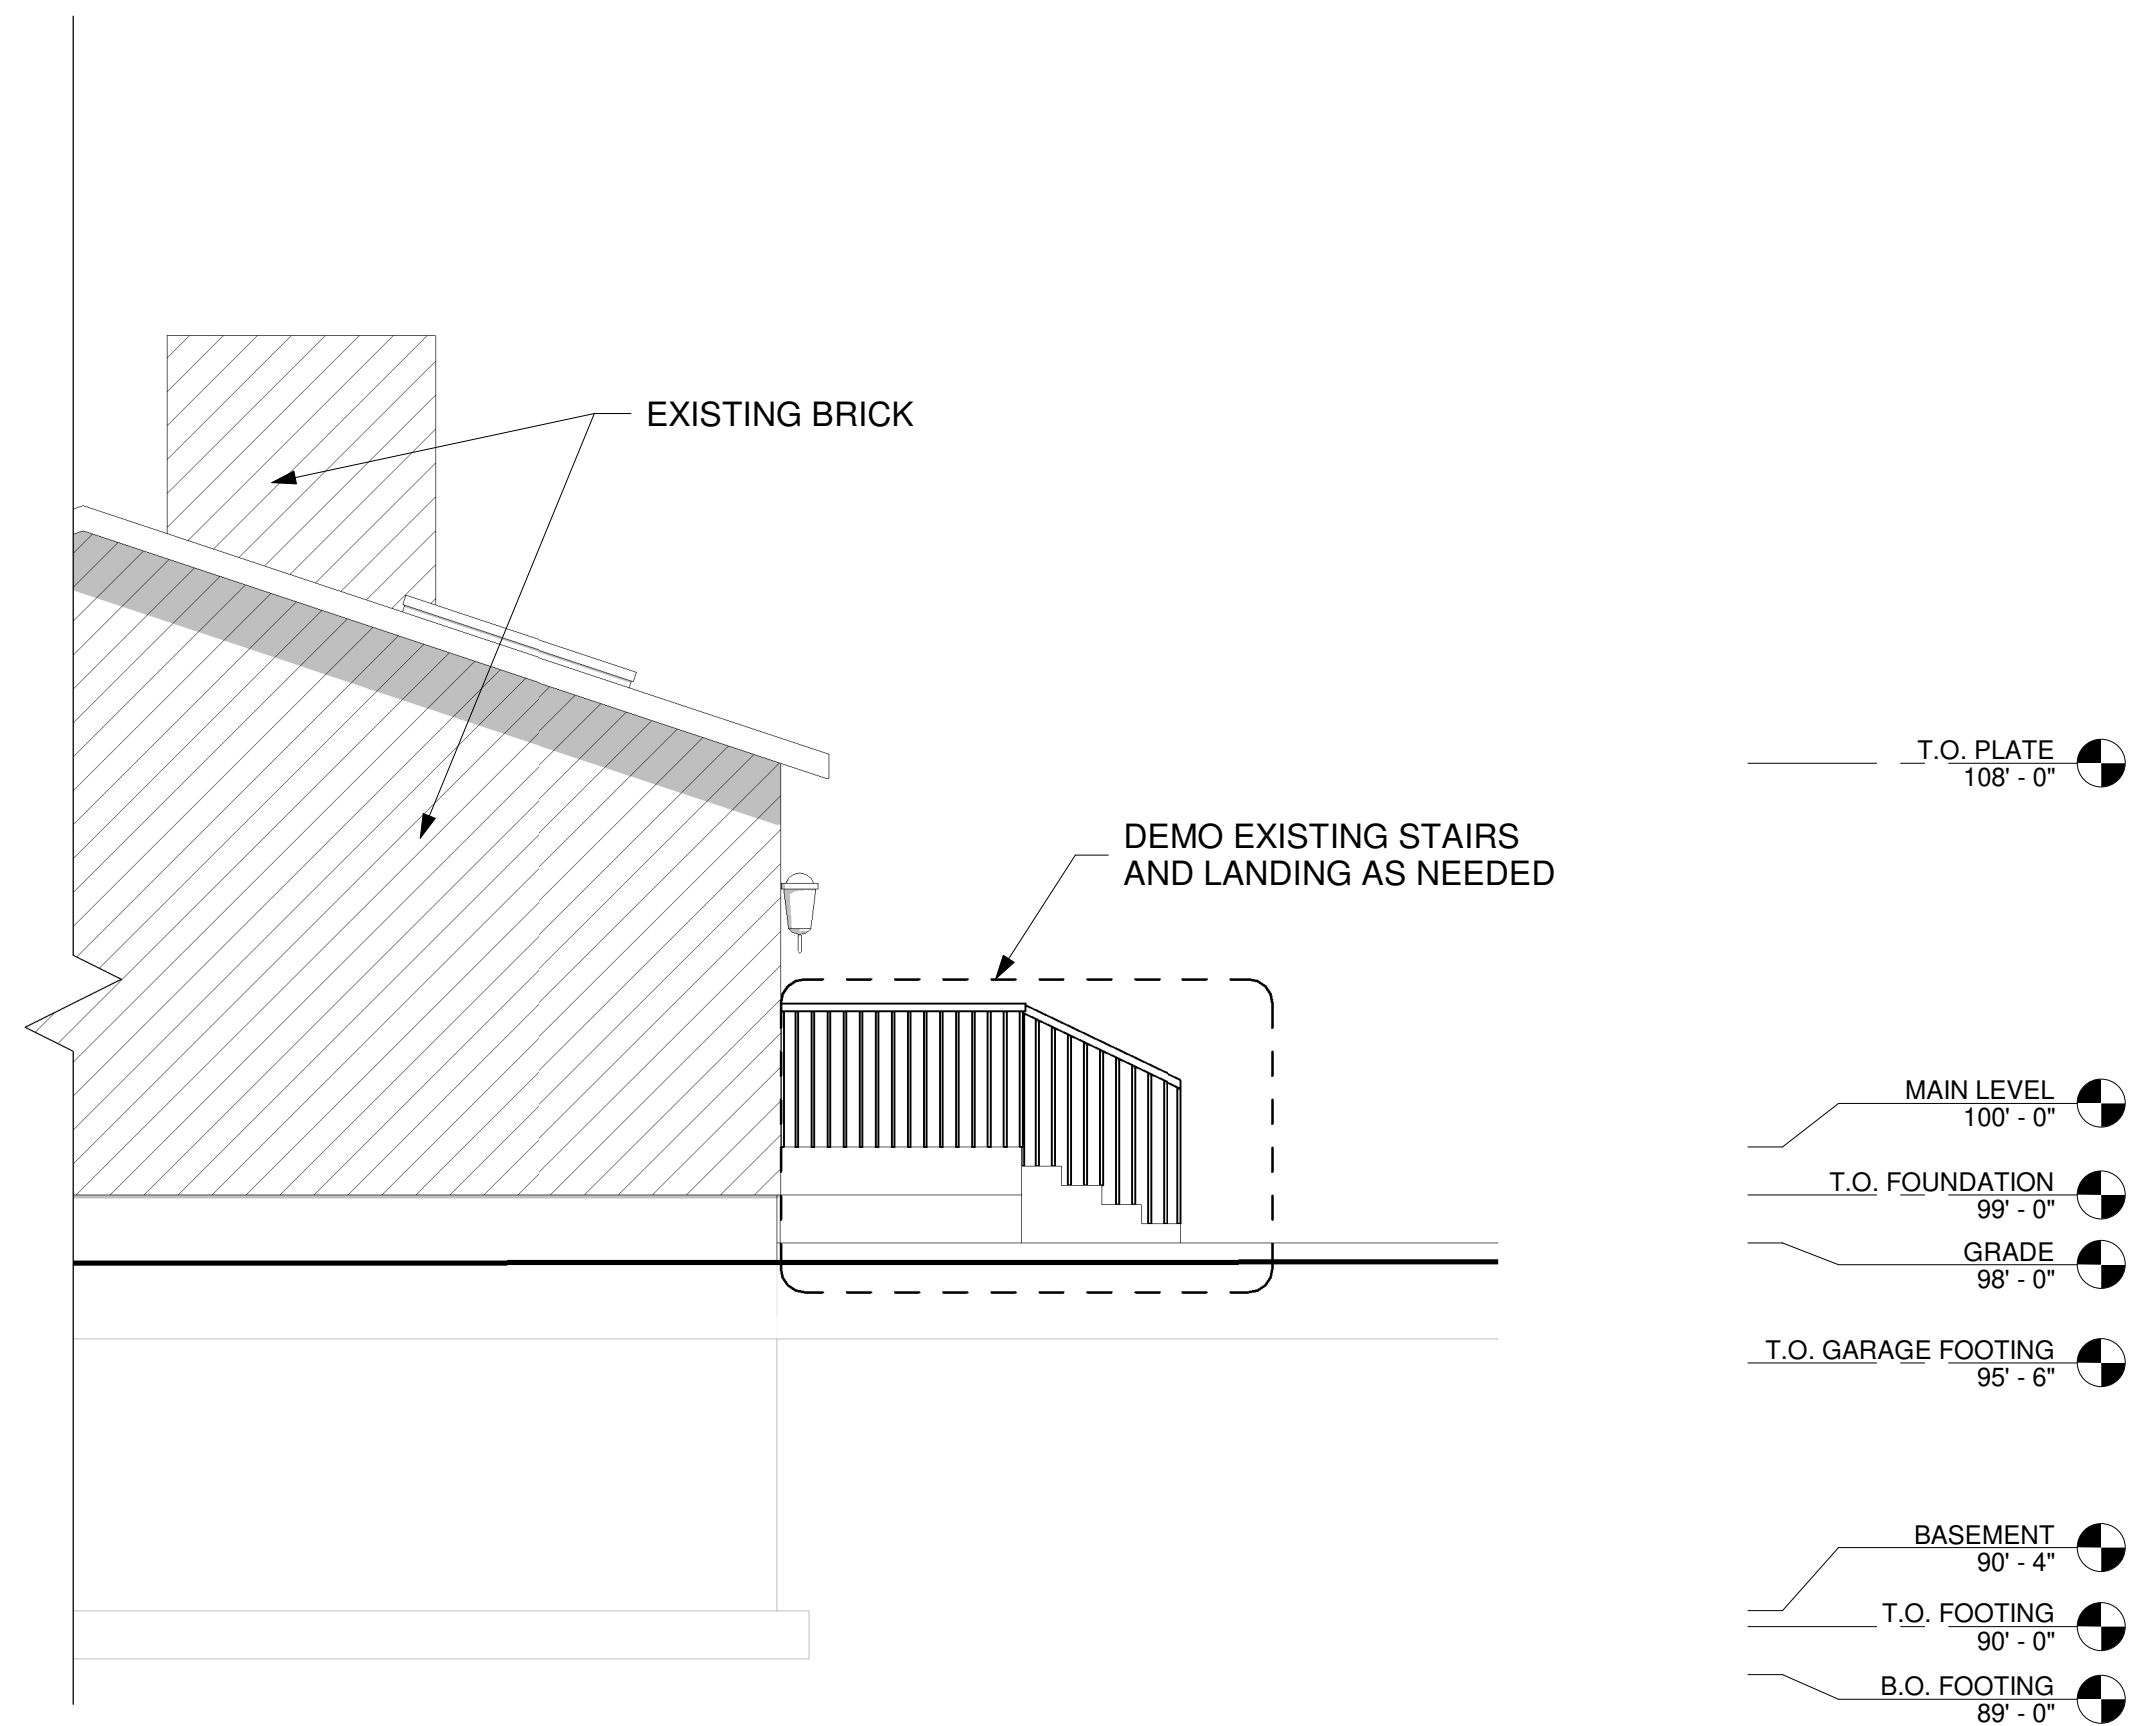 EXISTING BRICK
T.O. PLATE
108' - 0"
DEMO EXISTING STAIRS
AND LANDING AS NEEDED
MAIN LEVEL
100' - 0"
T.O. FOUNDATION
99' - 0"
GRADE
98' - 0"
T.O. GARAGE FOOTING
95' - 6"
BASEMENT
90' - 4"
T.O. FOOTING
90' - 0"
B.O. FOOTING
89' - 0"